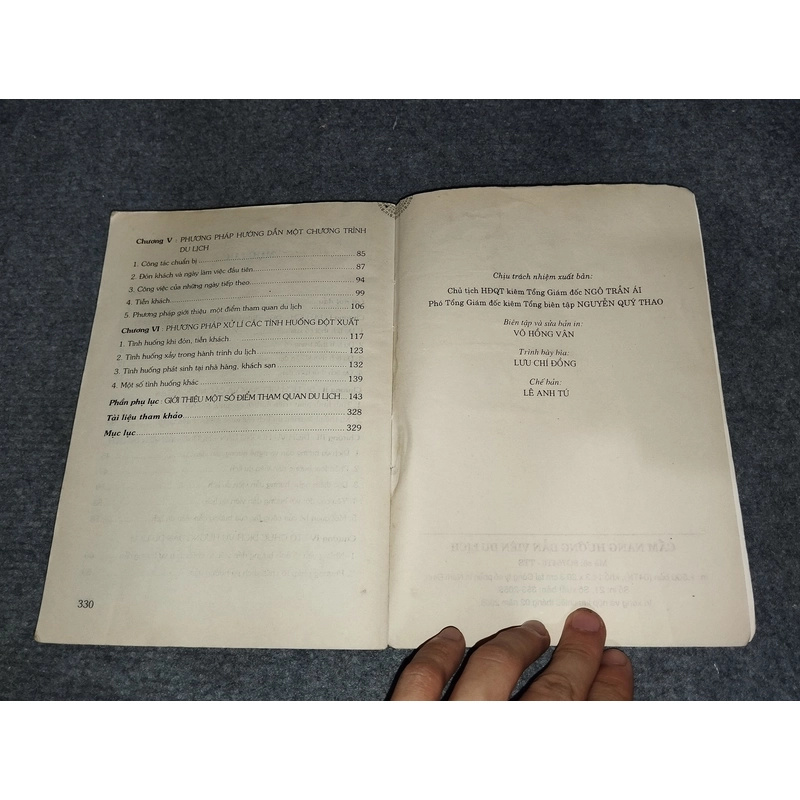 Chương V : PHƯƠNG PHÁP HƯỚNG DẪN MỘT CHƯƠNG TRÌNH
DU LỊCH
1. Công tác chuẩn bị 85
2. Đón khách và ngày làm việc đầu tiên 87
3. Công việc của những ngày tiếp theo 94
4. Tiễn khách 99
5. Phương pháp giới thiệu một điểm tham quan du lịch 106
Chương VI : PHƯƠNG PHÁP XỬ LÍ CÁC TÌNH HUỐNG ĐỘT XUẤT
1. Tình huống khi đón, tiễn khách 117
2. Tình huống xẩy trong hành trình du lịch 123
3. Tình huống phát sinh tại nhà hàng, khách sạn 132
4. Một số tình huống khác 139
Phần phụ lục : GIỚI THIỆU MỘT SỐ ĐIỂM THAM QUAN DU LỊCH 143
Tài liệu tham khảo 328
Mục lục 329
330
Chịu trách nhiệm xuất bản:
Chủ tịch HĐQT kiêm Tổng Giám đốc NGÔ TRẦN ÁI
Phó Tổng Giám đốc kiêm Tổng biên tập NGUYỄN QUÝ THAO
Biên tập và sửa bản in:
VÕ HỒNG VÂN
Trình bày bìa:
LƯU CHÍ ĐỒNG
Chế bản:
LÊ ANH TÚ
CẨM NANG HƯỚNG DẪN VIÊN DU LỊCH